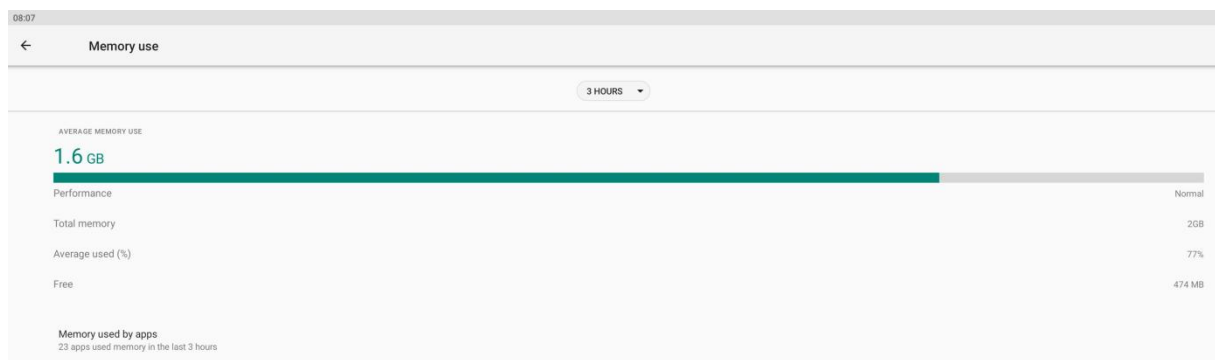 08:07
Memory use
3 HOURS
AVERAGE MEMORY USE
1.6 GB
Performance Normal
Total memory 2GB
Average used (%) 77%
Free 474 MB
Memory used by apps
23 apps used memory in the last 3 hours